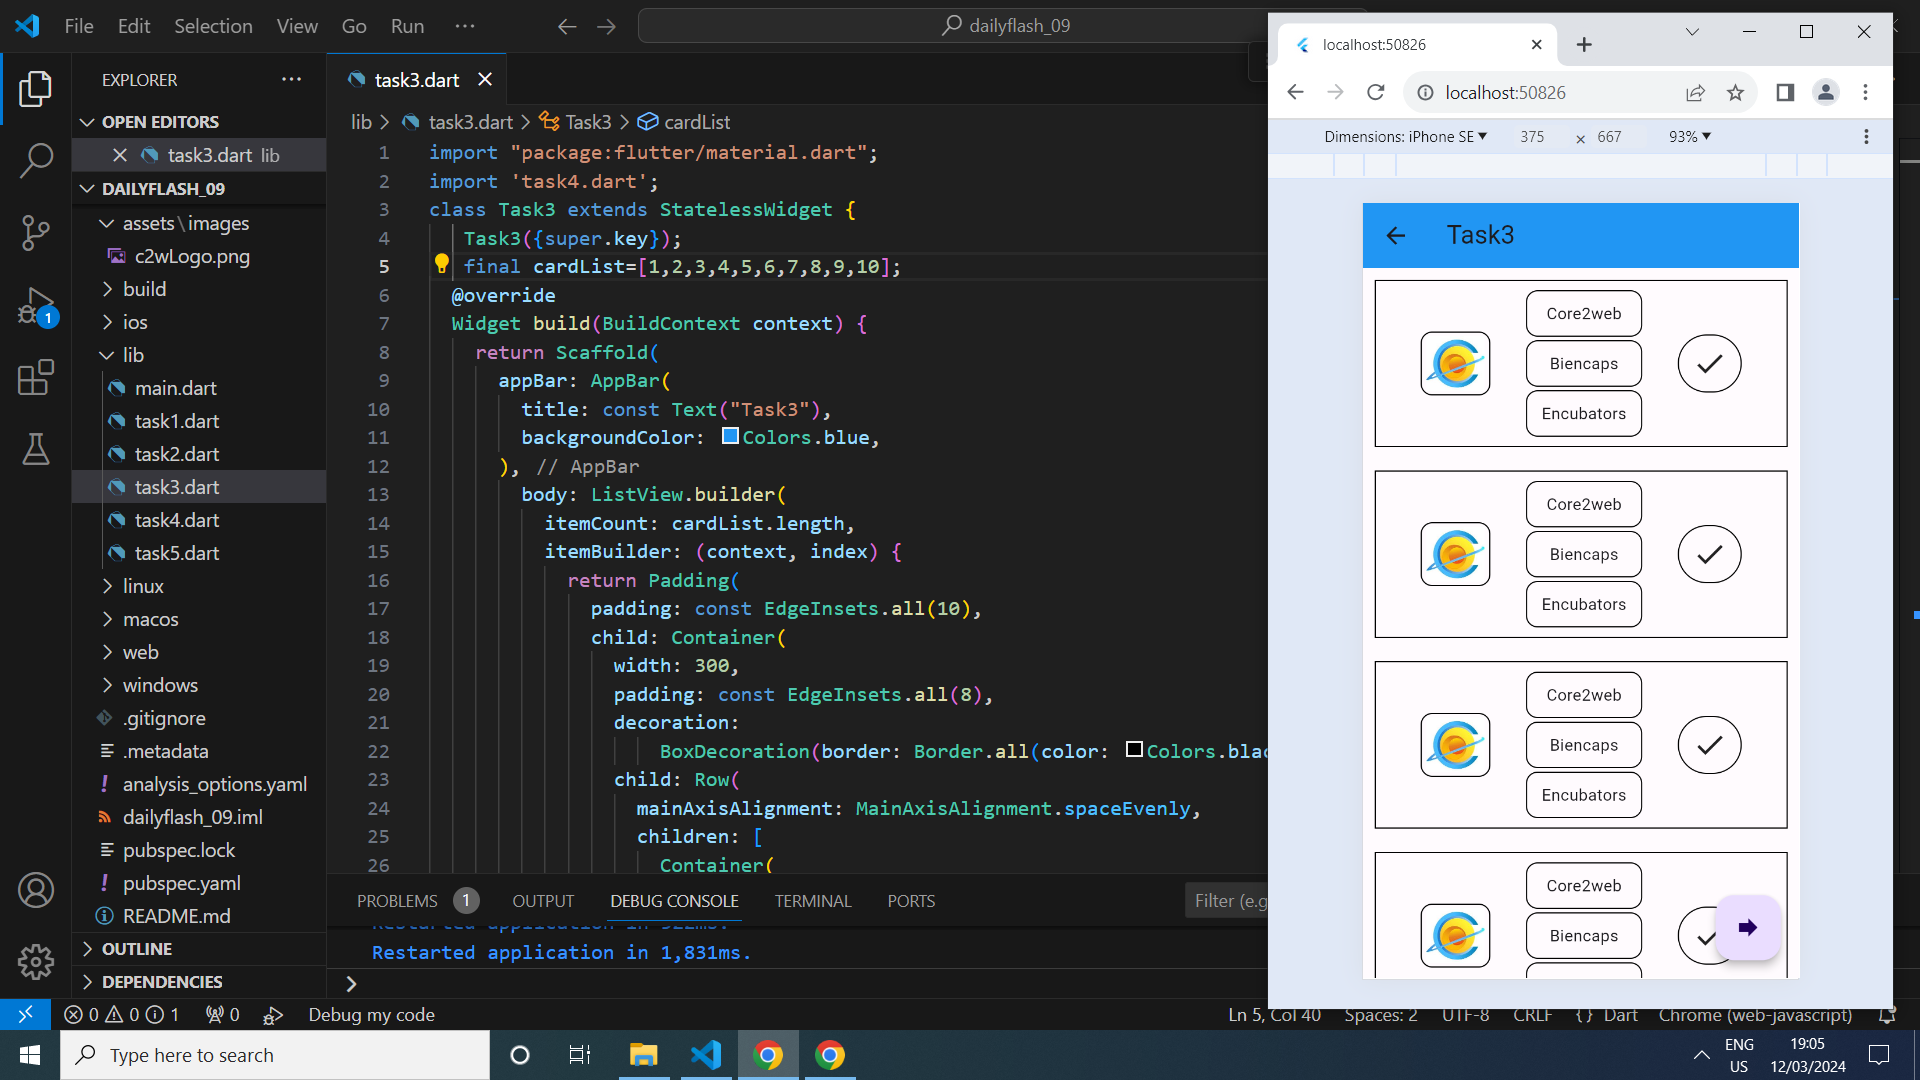 File Edit Selection View Go Run ···
dailyflash_09
EXPLORER
OPEN EDITORS
task3.dart lib
DAILYFLASH_09
assets\images
c2wLogo.png
build
ios
lib
main.dart
task1.dart
task2.dart
task3.dart
task4.dart
task5.dart
linux
macos
web
windows
.gitignore
.metadata
analysis_options.yaml
dailyflash_09.iml
pubspec.lock
pubspec.yaml
README.md
OUTLINE
DEPENDENCIES
1
task3.dart
lib > task3.dart > Task3 > cardList
1 import "package:flutter/material.dart";
2 import 'task4.dart';
3 class Task3 extends StatelessWidget {
4 Task3({super.key});
5 final cardList=[1,2,3,4,5,6,7,8,9,10];
6 @override
7 Widget build(BuildContext context) {
8 return Scaffold(
9 appBar: AppBar(
10 title: const Text("Task3"),
11 backgroundColor: Colors.blue,
12 ), // AppBar
13 body: ListView.builder(
14 itemCount: cardList.length,
15 itemBuilder: (context, index) {
16 return Padding(
17 padding: const EdgeInsets.all(10),
18 child: Container(
19 width: 300,
20 padding: const EdgeInsets.all(8),
21 decoration:
22 BoxDecoration(border: Border.all(color: Colors.blac
23 child: Row(
24 mainAxisAlignment: MainAxisAlignment.spaceEvenly,
25 children: [
26 Container(
PROBLEMS 1 OUTPUT DEBUG CONSOLE TERMINAL PORTS
Filter (e.g
Restarted application in 922ms.
Restarted application in 1,831ms.
localhost:50826
localhost:50826
Dimensions: iPhone SE 375 × 667 93%
Task3
Core2web
Biencaps
Encubators
Core2web
Biencaps
Encubators
Core2web
Biencaps
Encubators
Core2web
Biencaps
0 0 1 0 Debug my code
Ln 5, Col 40 Spaces: 2 UTF-8 CRLF {} Dart Chrome (web-javascript)
Type here to search
ENG
US
19:05
12/03/2024